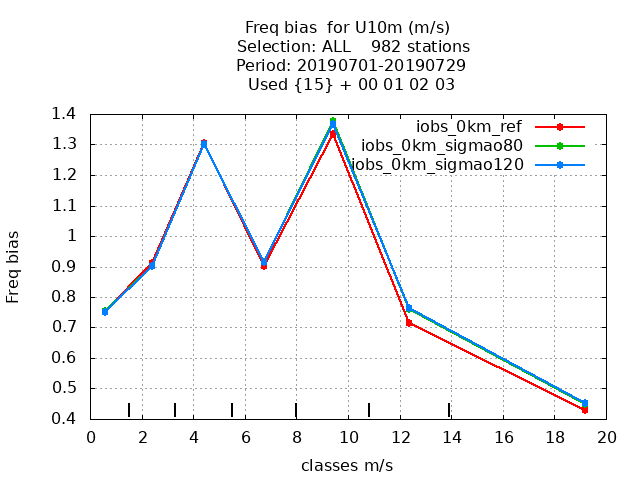 Freq bias  for U10m (m/s)
Selection: ALL    982 stations
Period: 20190701-20190729
Used {15} + 00 01 02 03
iobs_0km_ref
iobs_0km_sigmao80
iobs_0km_sigmao120
Freq bias
1.4
1.3
1.2
1.1
1
0.9
0.8
0.7
0.6
0.5
0.4
0 2 4 6 8 10 12 14 16 18 20
classes m/s